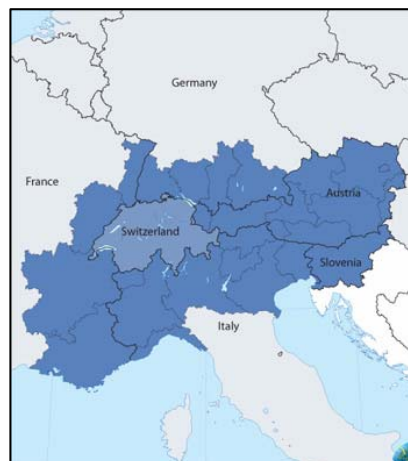 Germany
France
Austria
Switzerland
Slovenia
Italy